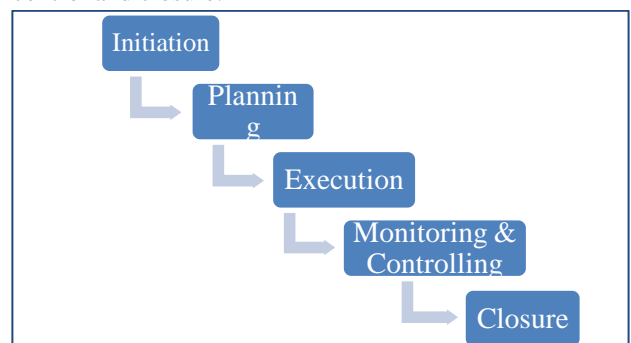 Initiation
Plannin
g
Execution
Monitoring &
Controlling
Closure